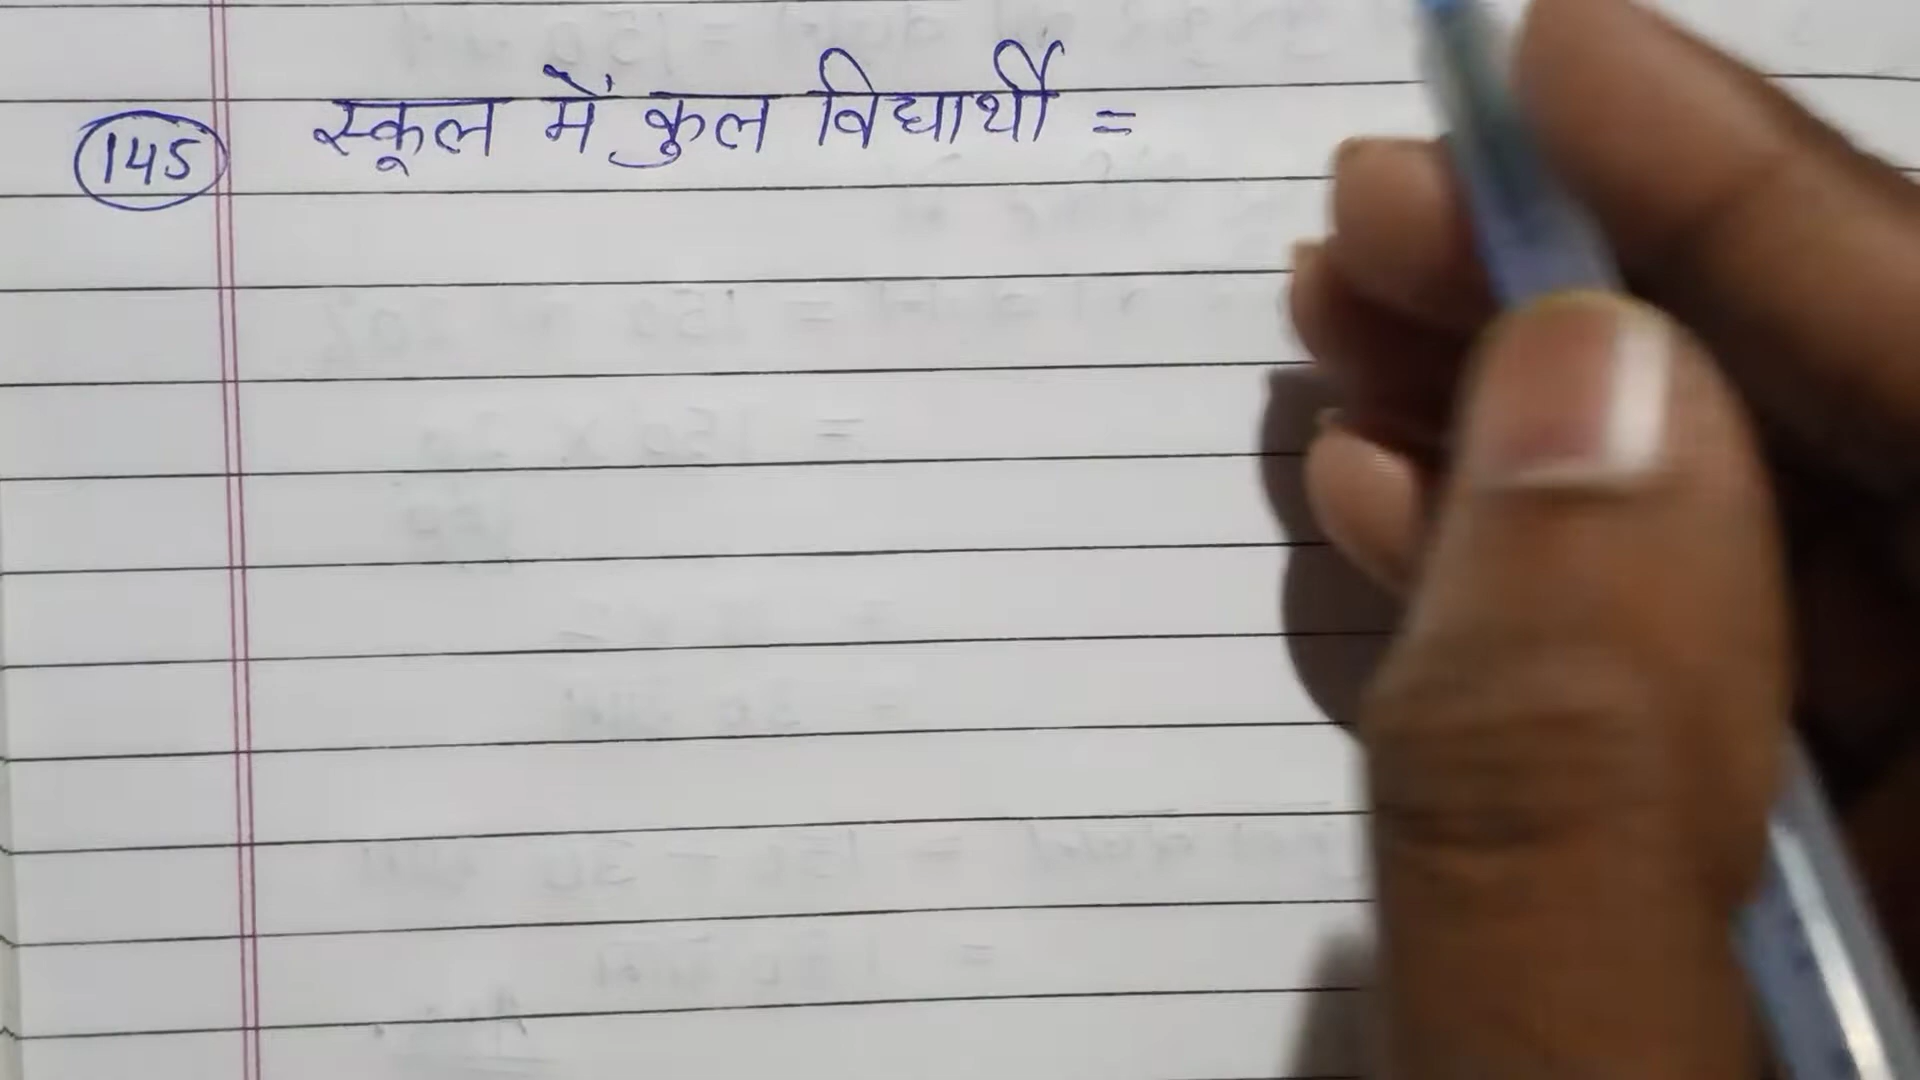 145 स्कूल में कुल विद्यार्थी =